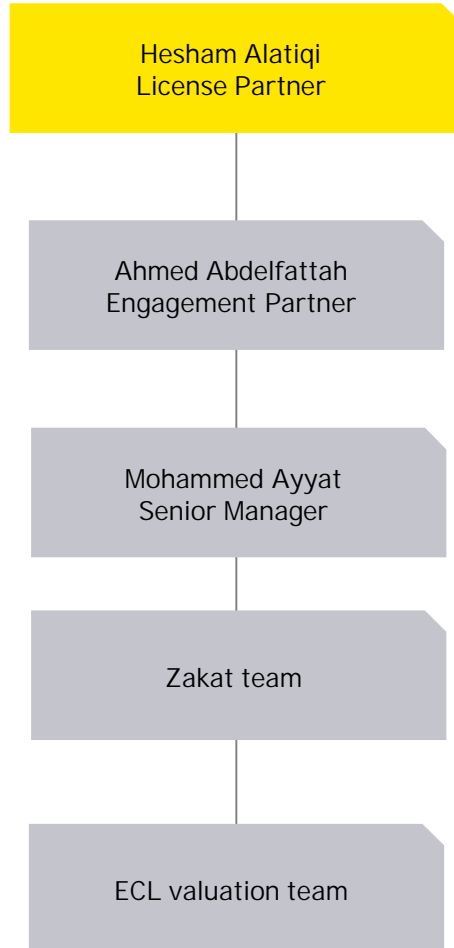 Hesham Alatiqi
License Partner
Ahmed Abdelfattah
Engagement Partner
Mohammed Ayyat
Senior Manager
Zakat team
ECL valuation team